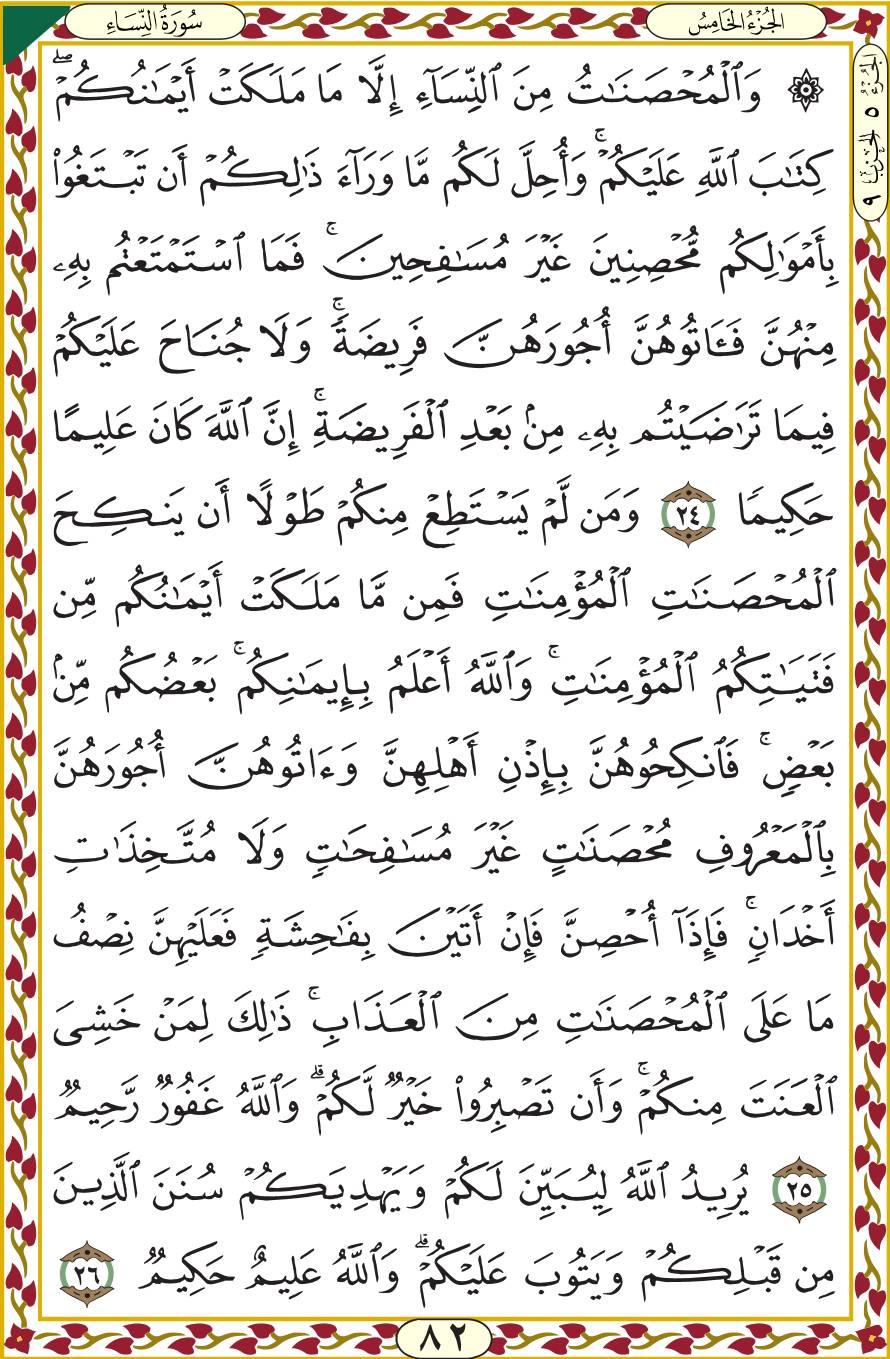 الجُزْءُ الخَامِسُ
سُورَةُ النِّسَاءِ
الجُزْءُ ٥ الحِزْبُ ٩
۞ وَٱلْمُحْصَنَٰتُ مِنَ ٱلنِّسَآءِ إِلَّا مَا مَلَكَتْ أَيْمَٰنُكُمْۖ
كِتَٰبَ ٱللَّهِ عَلَيْكُمْۚ وَأُحِلَّ لَكُم مَّا وَرَآءَ ذَٰلِكُمْ أَن تَبْتَغُوا۟
بِأَمْوَٰلِكُم مُّحْصِنِينَ غَيْرَ مُسَٰفِحِينَۚ فَمَا ٱسْتَمْتَعْتُم بِهِۦ
مِنْهُنَّ فَـَٔاتُوهُنَّ أُجُورَهُنَّ فَرِيضَةًۚ وَلَا جُنَاحَ عَلَيْكُمْ
فِيمَا تَرَٰضَيْتُم بِهِۦ مِنۢ بَعْدِ ٱلْفَرِيضَةِۚ إِنَّ ٱللَّهَ كَانَ عَلِيمًا
حَكِيمًا ٢٤ وَمَن لَّمْ يَسْتَطِعْ مِنكُمْ طَوْلًا أَن يَنكِحَ
ٱلْمُحْصَنَٰتِ ٱلْمُؤْمِنَٰتِ فَمِن مَّا مَلَكَتْ أَيْمَٰنُكُم مِّن
فَتَيَٰتِكُمُ ٱلْمُؤْمِنَٰتِۚ وَٱللَّهُ أَعْلَمُ بِإِيمَٰنِكُمۚ بَعْضُكُم مِّنۢ
بَعْضٍۚ فَٱنكِحُوهُنَّ بِإِذْنِ أَهْلِهِنَّ وَءَاتُوهُنَّ أُجُورَهُنَّ
بِٱلْمَعْرُوفِ مُحْصَنَٰتٍ غَيْرَ مُسَٰفِحَٰتٍ وَلَا مُتَّخِذَٰتِ
أَخْدَانٍۚ فَإِذَآ أُحْصِنَّ فَإِنْ أَتَيْنَ بِفَٰحِشَةٍ فَعَلَيْهِنَّ نِصْفُ
مَا عَلَى ٱلْمُحْصَنَٰتِ مِنَ ٱلْعَذَابِۚ ذَٰلِكَ لِمَنْ خَشِىَ
ٱلْعَنَتَ مِنكُمْۚ وَأَن تَصْبِرُوا۟ خَيْرٌ لَّكُمْۗ وَٱللَّهُ غَفُورٌ رَّحِيمٌ
٢٥ يُرِيدُ ٱللَّهُ لِيُبَيِّنَ لَكُمْ وَيَهْدِيَكُمْ سُنَنَ ٱلَّذِينَ
مِن قَبْلِكُمْ وَيَتُوبَ عَلَيْكُمْۗ وَٱللَّهُ عَلِيمٌ حَكِيمٌ ٢٦
٨٢